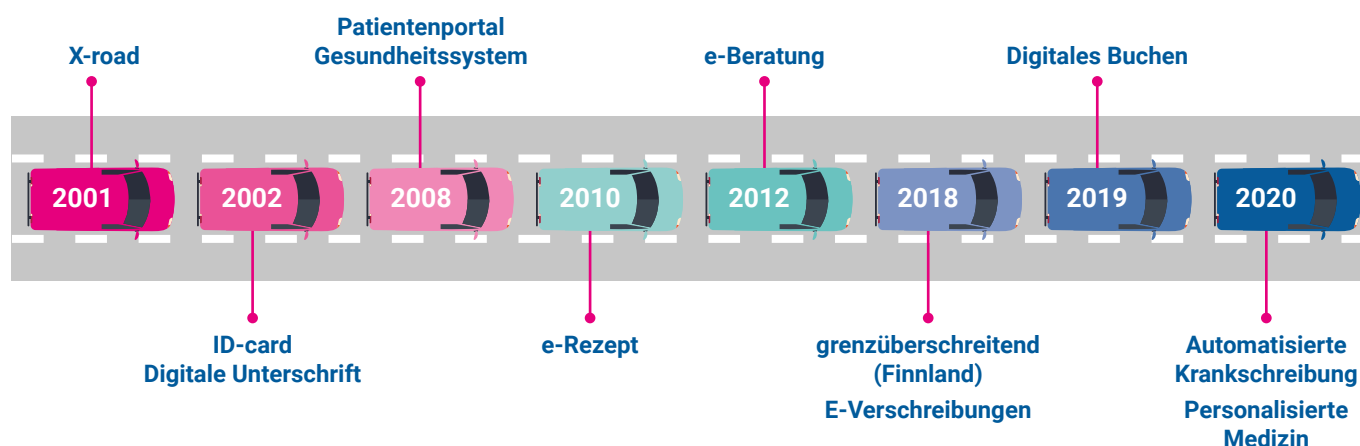 Patientenportal
X-road
Gesundheitssystem
e-Beratung
Digitales Buchen
2001
2002
2008
2010
2012
2018
2019
2020
ID-card
Digitale Unterschrift
e-Rezept
grenzüberschreitend
(Finnland)
E-Verschreibungen
Automatisierte
Krankschreibung
Personalisierte
Medizin